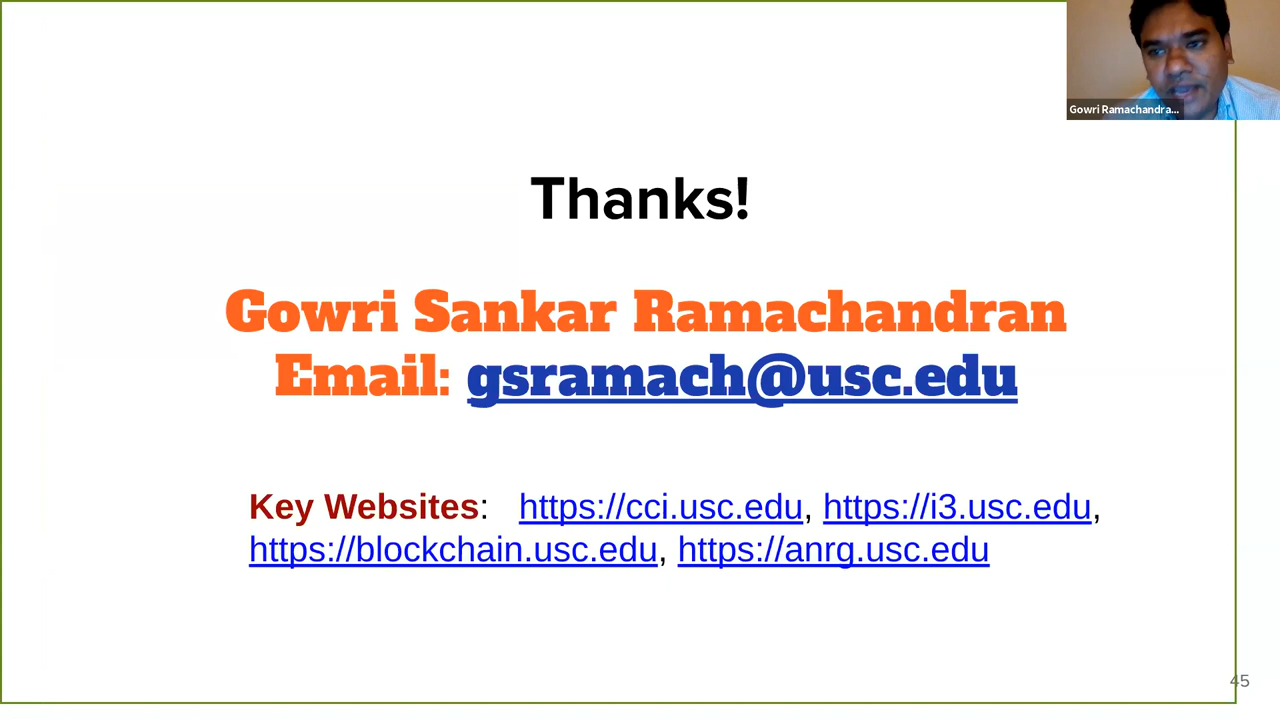 Gowri Ramachandra...
Thanks!
Gowri Sankar Ramachandran
Email: gsramach@usc.edu
Key Websites: https://cci.usc.edu, https://i3.usc.edu,
https://blockchain.usc.edu, https://anrg.usc.edu
45